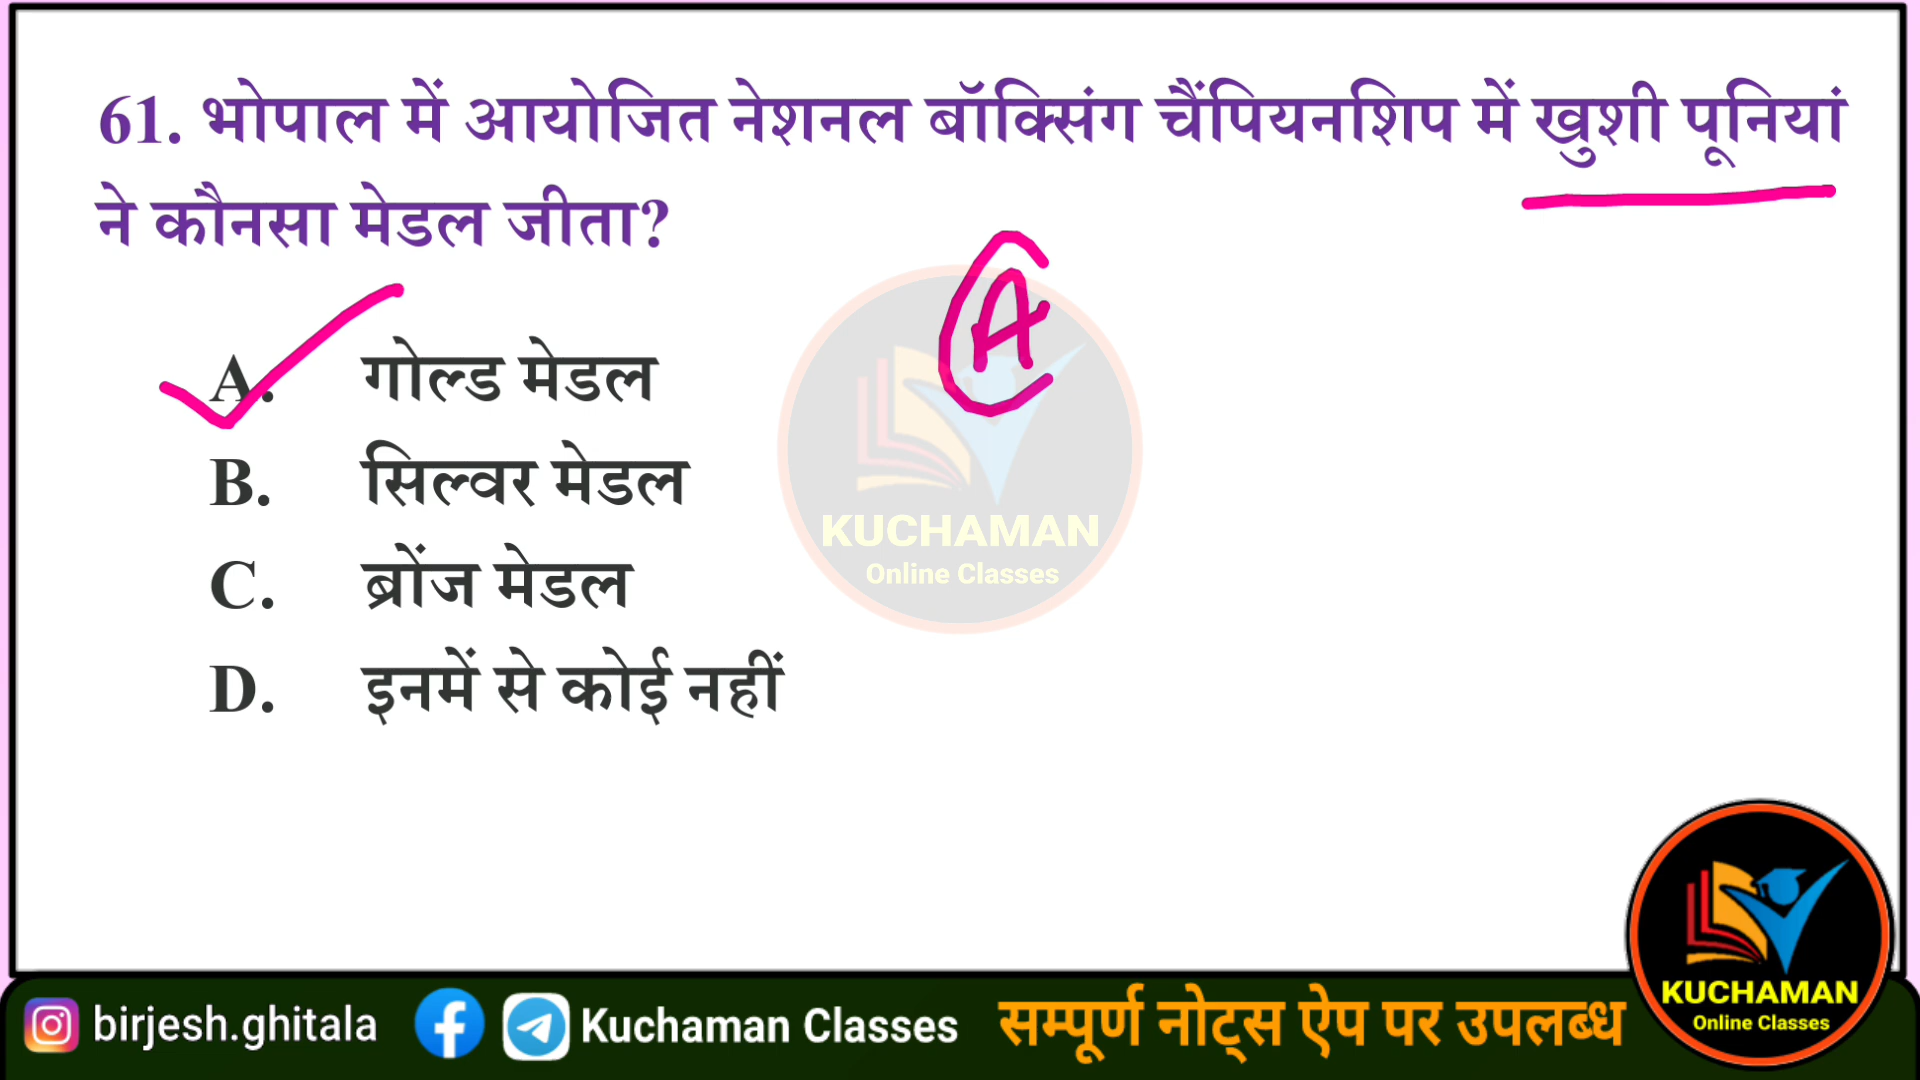 61. भोपाल में आयोजित नेशनल बॉक्सिंग चैंपियनशिप में खुशी पूनियां
ने कौनसा मेडल जीता?
A
A. गोल्ड मेडल
B. सिल्वर मेडल
C. ब्रोंज मेडल
D. इनमें से कोई नहीं
KUCHAMAN
Online Classes
birjesh.ghitala
Kuchaman Classes
सम्पूर्ण नोट्स ऐप पर उपलब्ध
KUCHAMAN
Online Classes